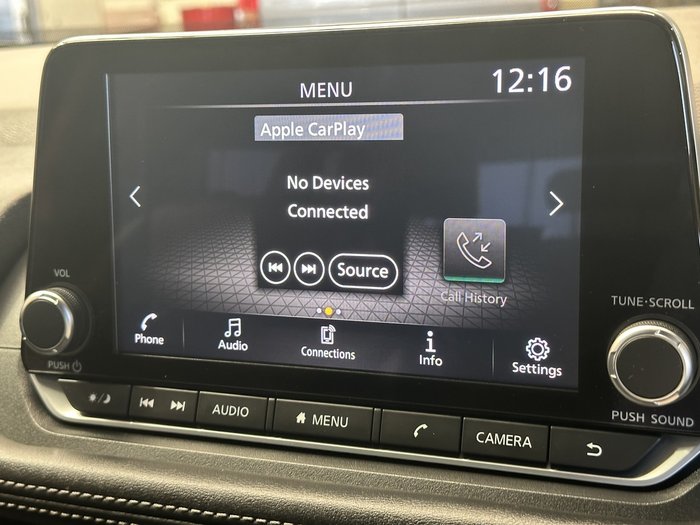 MENU
12:16
Apple CarPlay
No Devices
Connected
Source
Call History
Phone
Audio
Connections
Info
Settings
VOL
PUSH
TUNE·SCROLL
PUSH SOUND
AUDIO
MENU
CAMERA